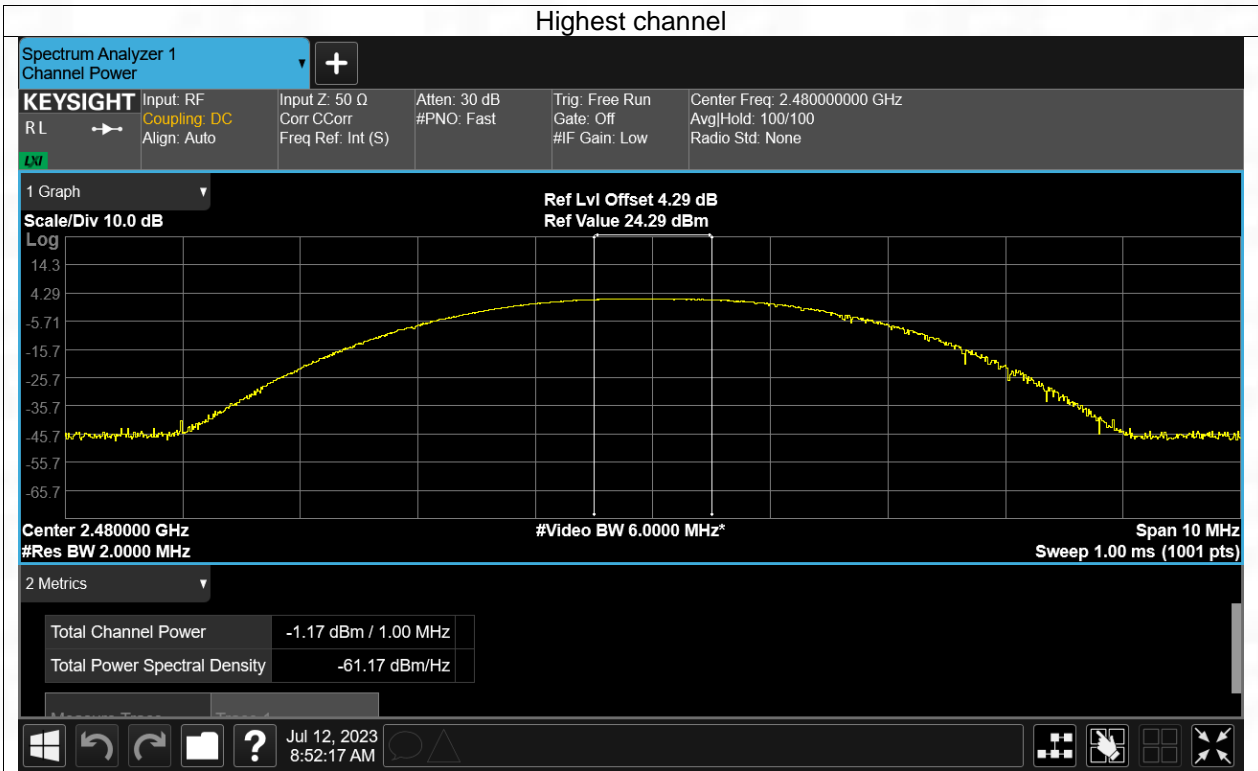 Highest channel
Spectrum Analyzer 1
Channel Power
KEYSIGHT
RL
LXI
Input: RF
Coupling: DC
Align: Auto
Input Z: 50 Ω
Corr CCorr
Freq Ref: Int (S)
Atten: 30 dB
#PNO: Fast
Trig: Free Run
Gate: Off
#IF Gain: Low
Center Freq: 2.480000000 GHz
Avg|Hold: 100/100
Radio Std: None
1 Graph
Ref Lvl Offset 4.29 dB
Scale/Div 10.0 dB
Ref Value 24.29 dBm
Log
14.3
4.29
-5.71
-15.7
-25.7
-35.7
-45.7
-55.7
-65.7
Center 2.480000 GHz
#Video BW 6.0000 MHz*
Span 10 MHz
#Res BW 2.0000 MHz
Sweep 1.00 ms (1001 pts)
2 Metrics
Total Channel Power -1.17 dBm / 1.00 MHz
Total Power Spectral Density -61.17 dBm/Hz
?
Jul 12, 2023
8:52:17 AM